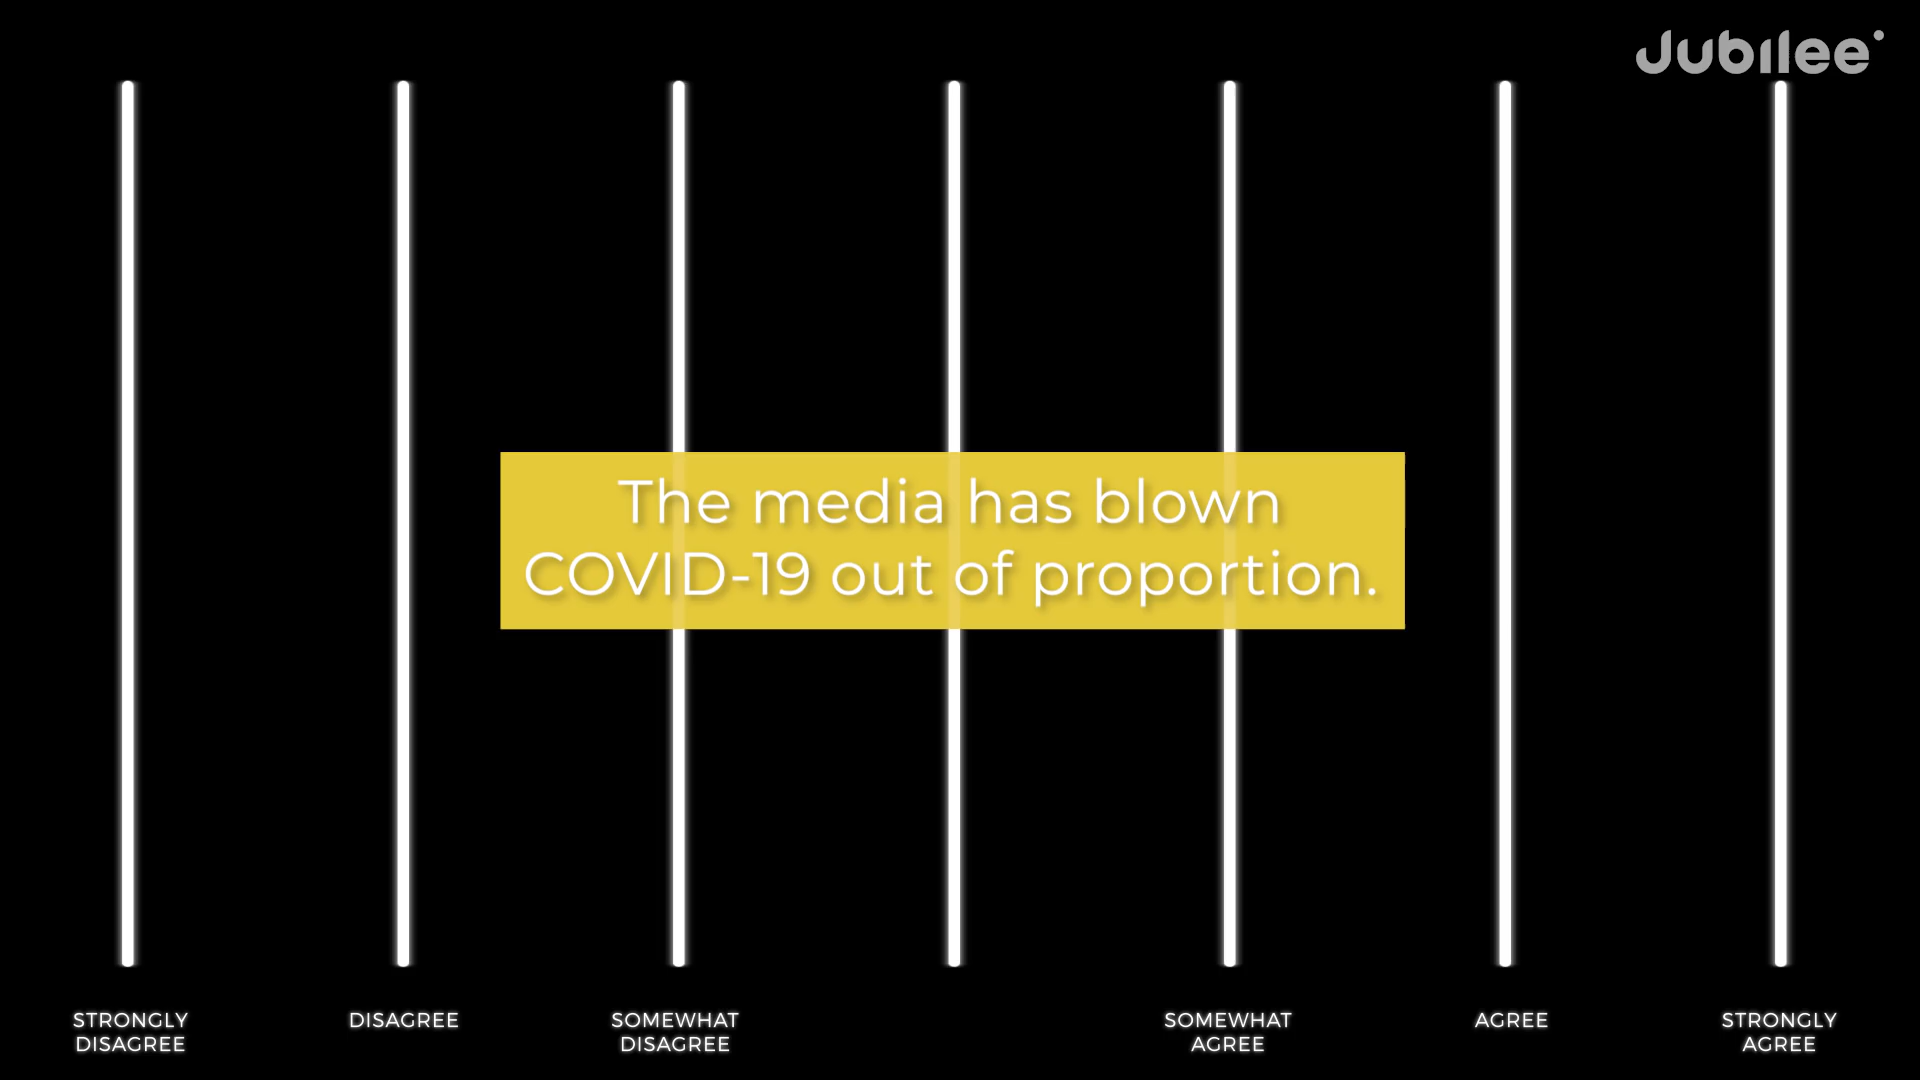 Jubilee
The media has blown
COVID-19 out of proportion.
STRONGLY
DISAGREE
DISAGREE
SOMEWHAT
DISAGREE
SOMEWHAT
AGREE
AGREE
STRONGLY
AGREE